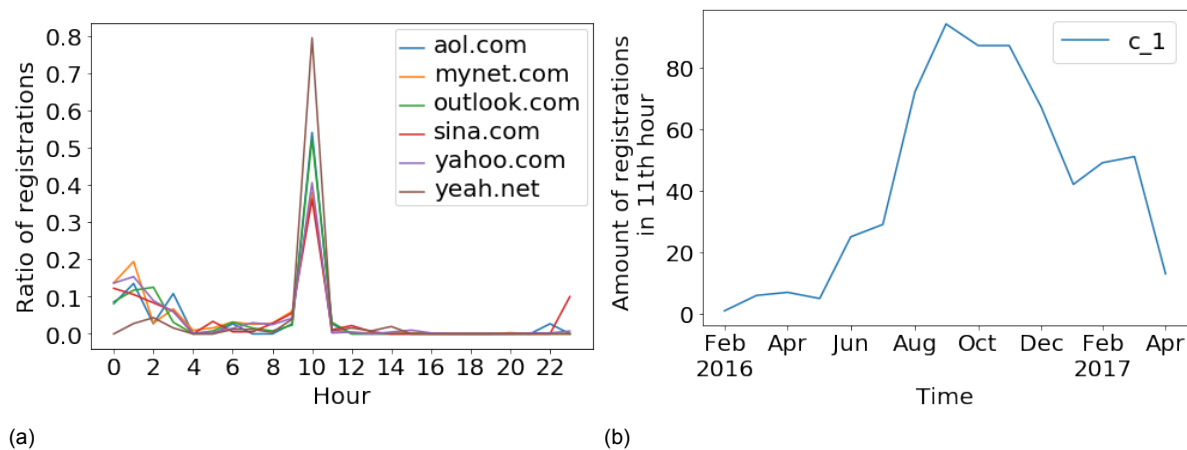 Ratio of registrations
0.8
0.7
0.6
0.5
0.4
0.3
0.2
0.1
0.0
aol.com
mynet.com
outlook.com
sina.com
yahoo.com
yeah.net
0 2 4 6 8 10 12 14 16 18 20 22
Hour
(a)
Amount of registrations
in 11th hour
80
60
40
20
0
c_1
Feb Apr Jun Aug Oct Dec Feb Apr
2016 2017
Time
(b)